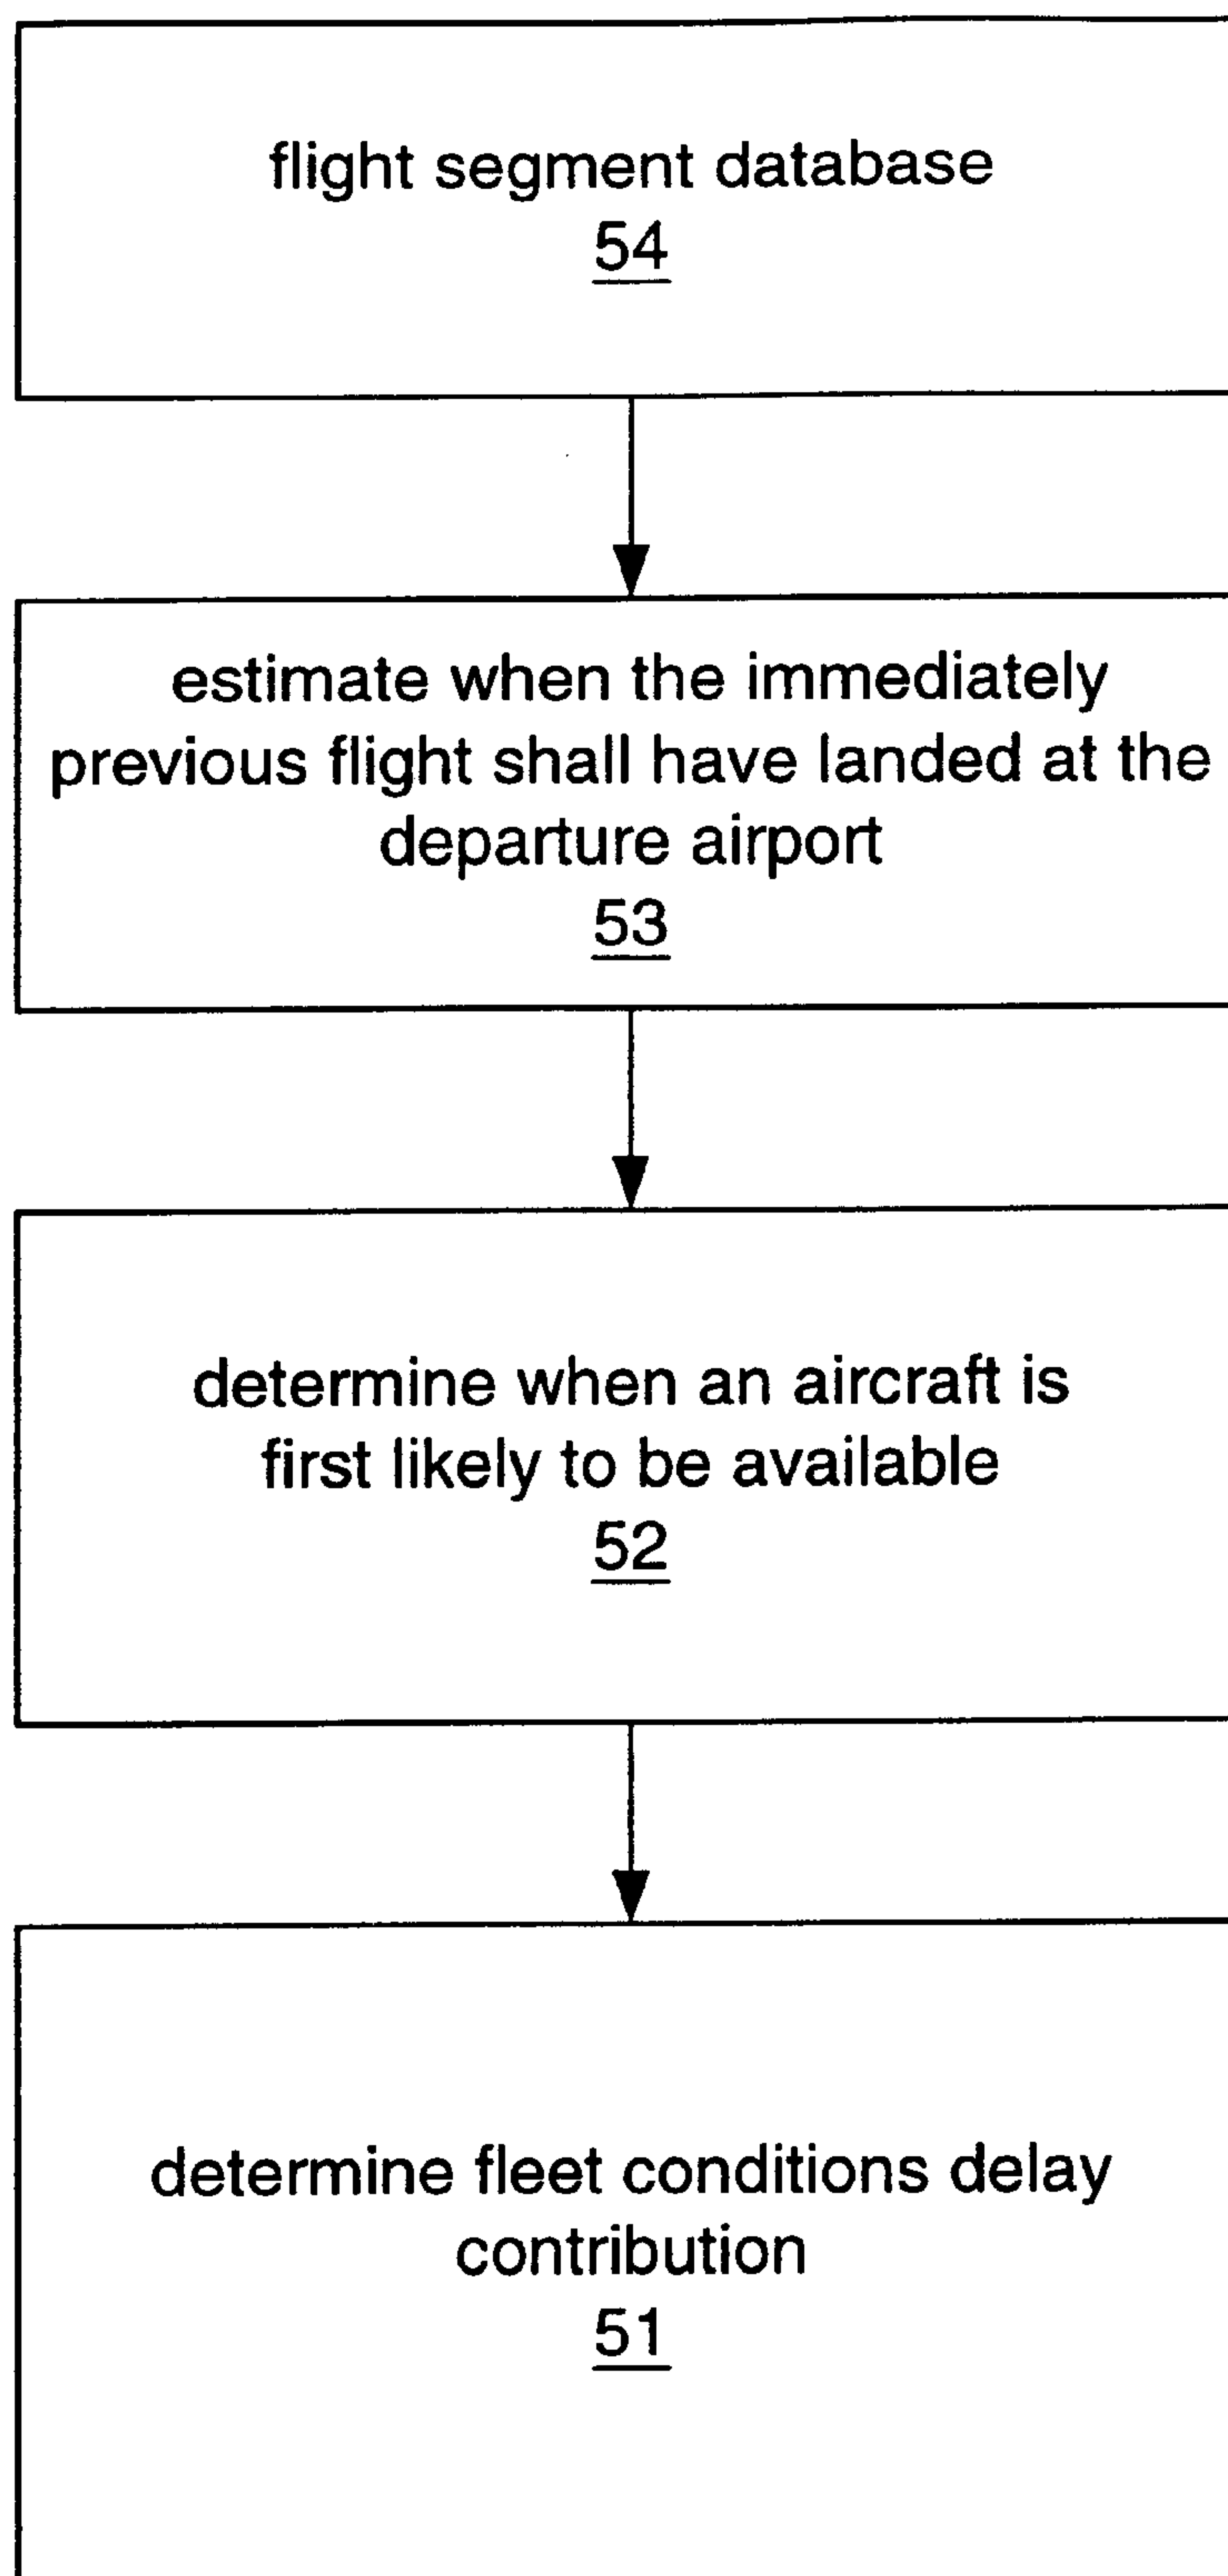 flight segment database
54
estimate when the immediately
previous flight shall have landed at the
departure airport
53
determine when an aircraft is
first likely to be available
52
determine fleet conditions delay
contribution
51